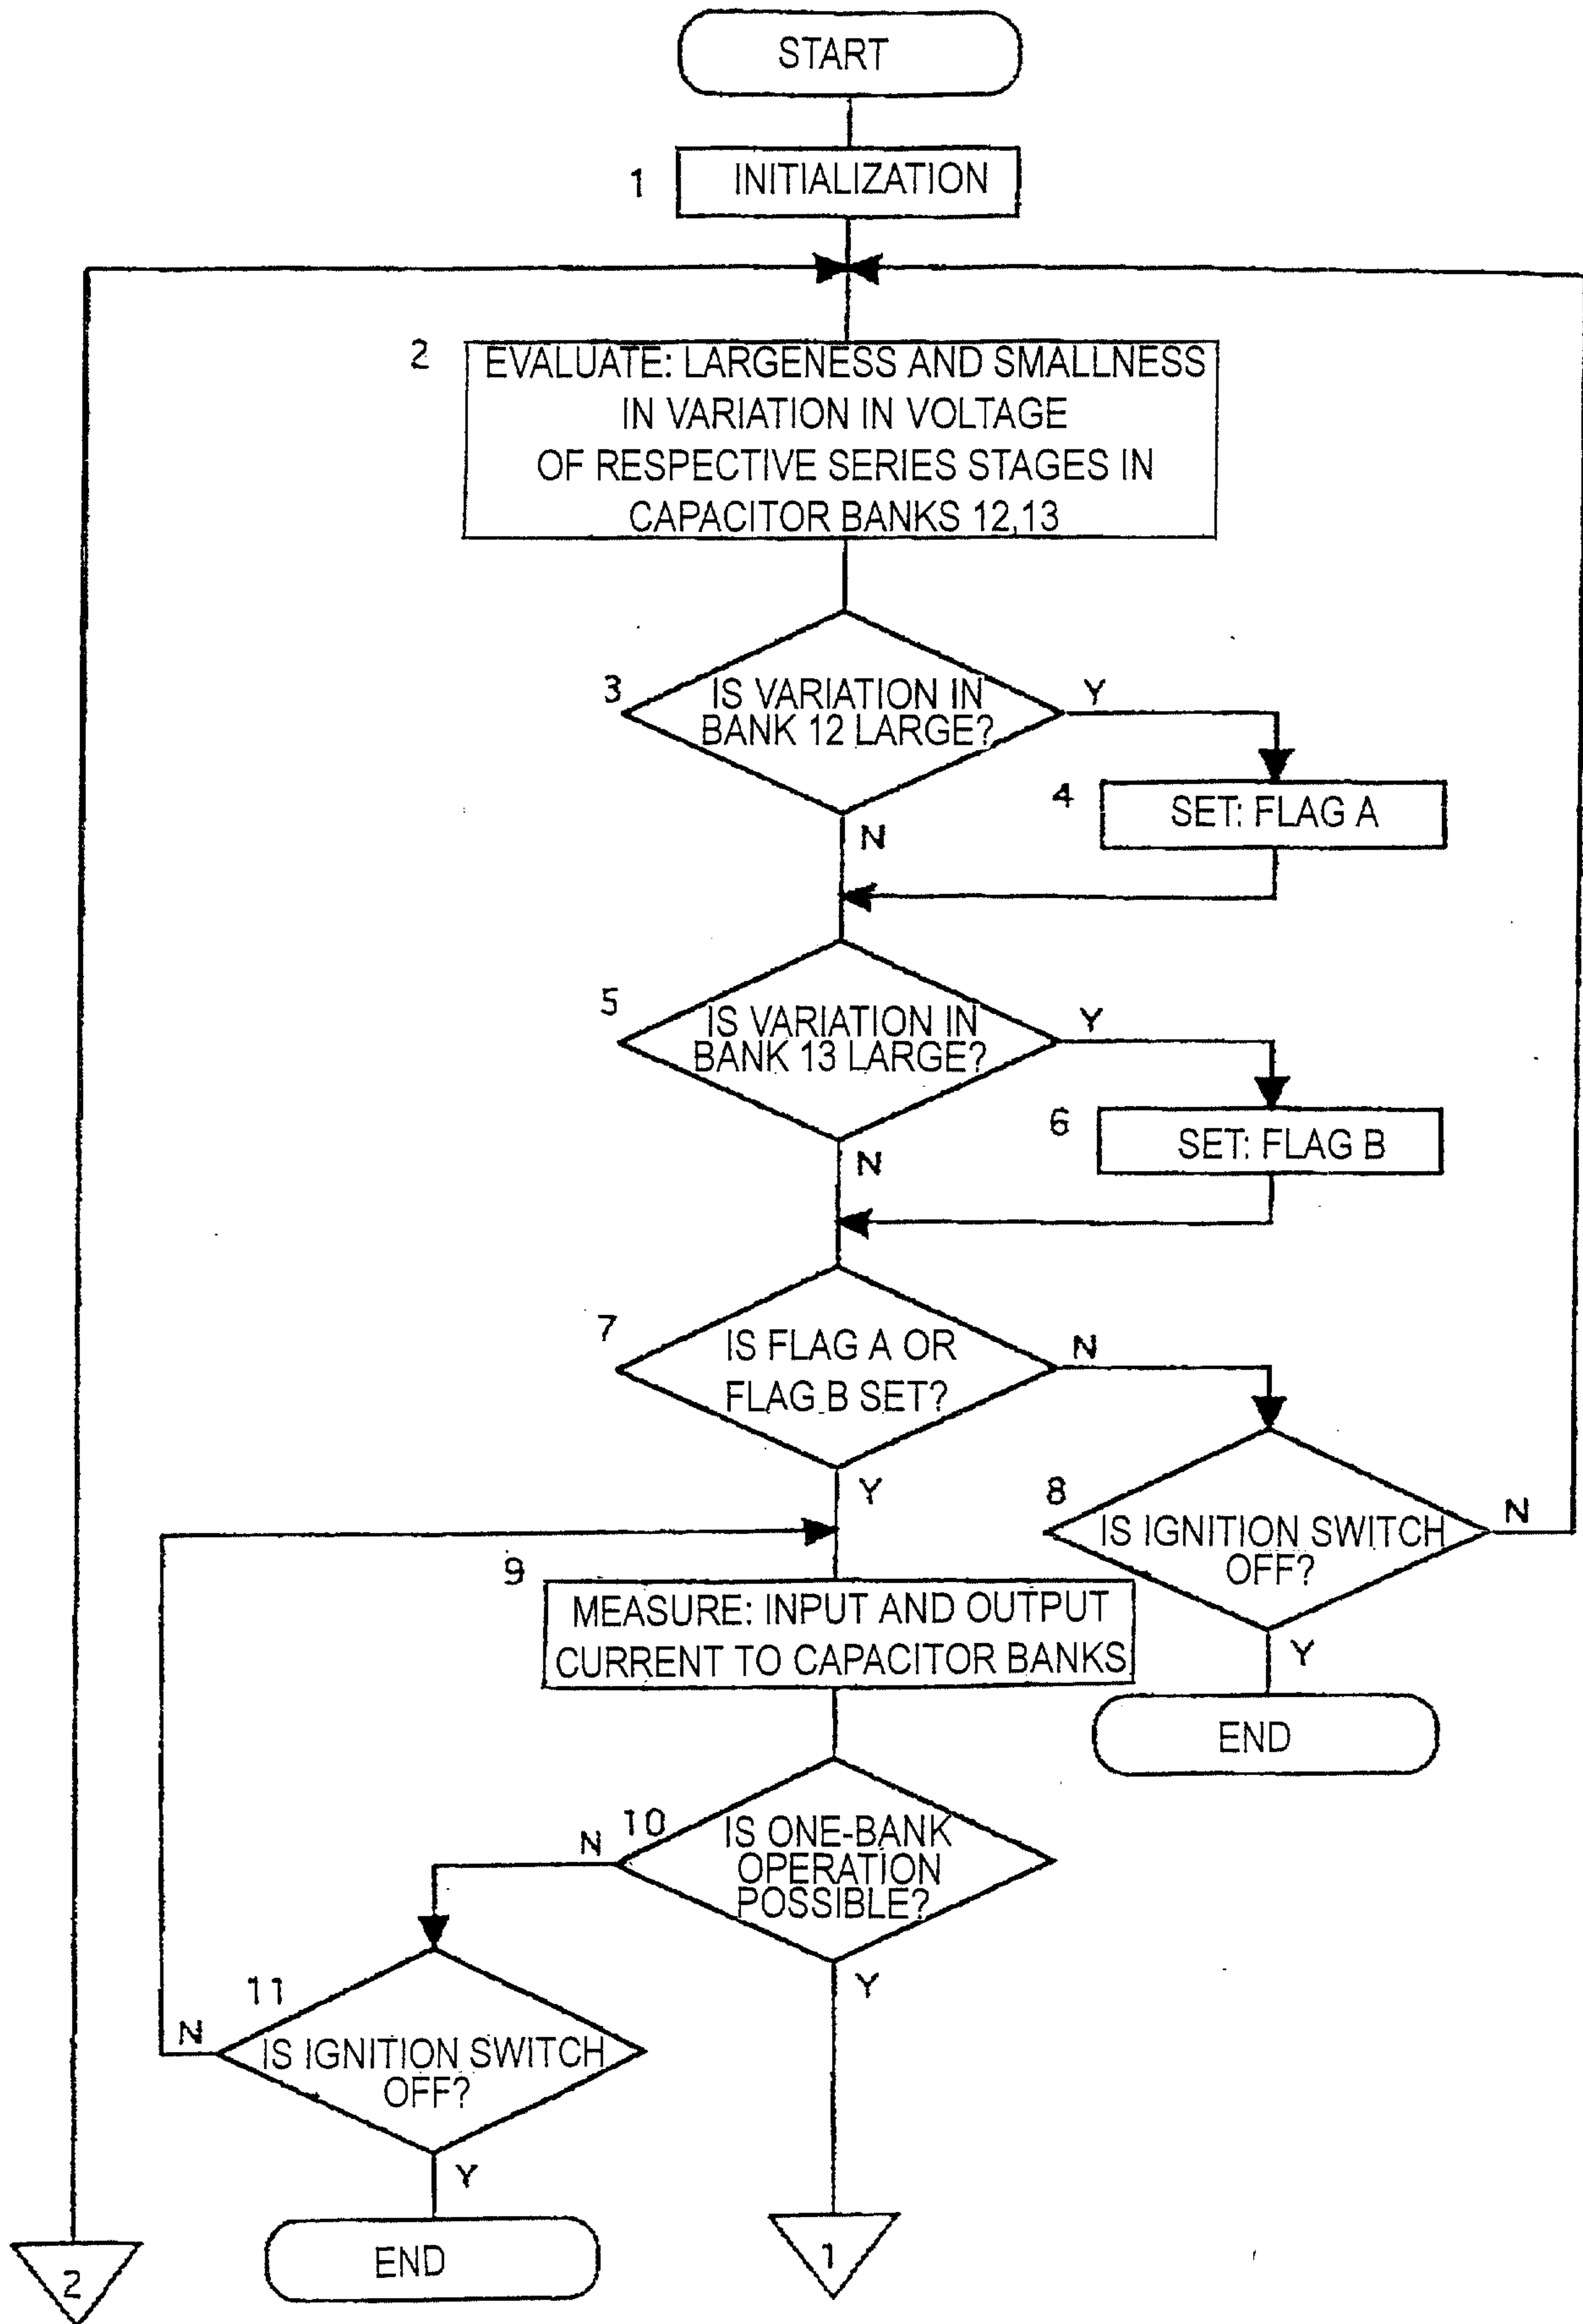 START
1 INITIALIZATION
2 EVALUATE: LARGENESS AND SMALLNESS
IN VARIATION IN VOLTAGE
OF RESPECTIVE SERIES STAGES IN
CAPACITOR BANKS 12,13
3 IS VARIATION IN
BANK 12 LARGE?
Y
4 SET: FLAG A
N
5 IS VARIATION IN
BANK 13 LARGE?
Y
6 SET: FLAG B
N
7 IS FLAG A OR
FLAG B SET?
N
Y
8 IS IGNITION SWITCH
OFF?
N
Y
END
9 MEASURE: INPUT AND OUTPUT
CURRENT TO CAPACITOR BANKS
10 IS ONE-BANK
OPERATION
POSSIBLE?
N
Y
11 IS IGNITION SWITCH
OFF?
N
Y
END
1
2